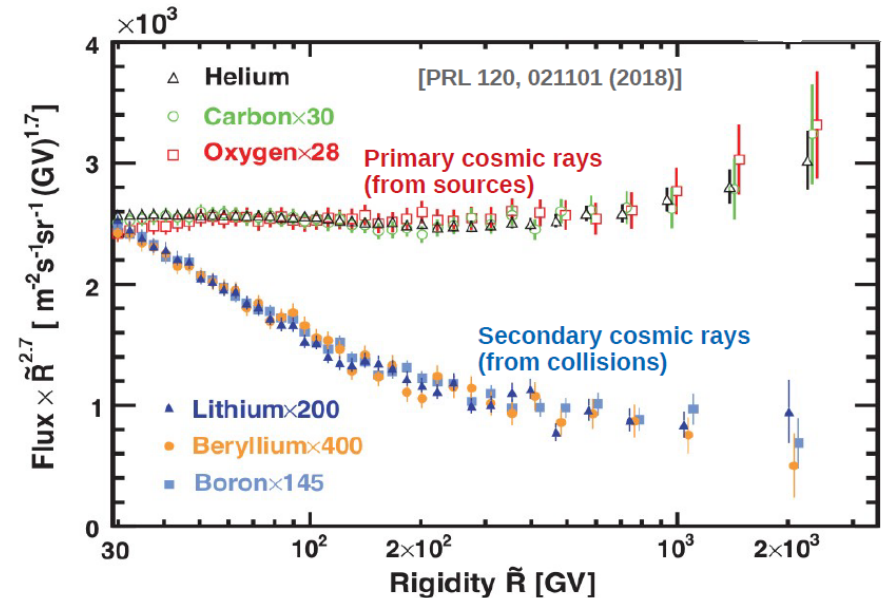 ×10³
4
3
2
1
0
Flux × R̃²·⁷ [ m⁻²s⁻¹sr⁻¹(GV)¹·⁷]
Helium
Carbon×30
Oxygen×28
[PRL 120, 021101 (2018)]
Primary cosmic rays
(from sources)
Secondary cosmic rays
(from collisions)
Lithium×200
Beryllium×400
Boron×145
30
10²
2×10²
10³
2×10³
Rigidity R̃ [GV]